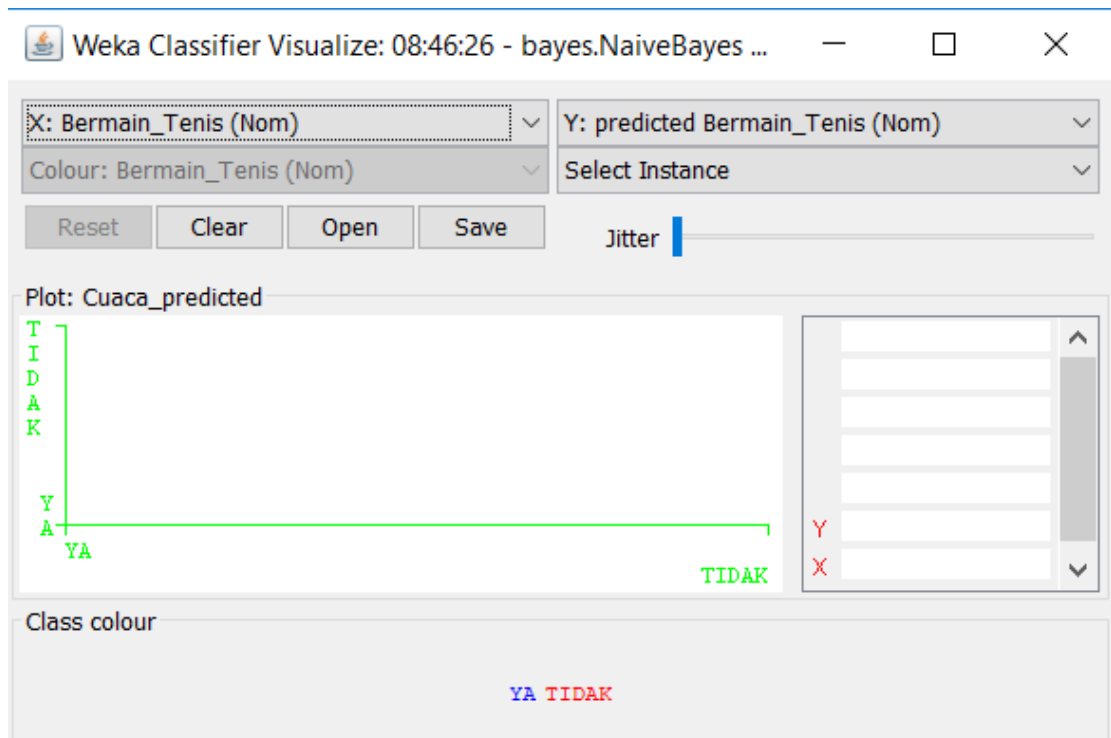 Weka Classifier Visualize: 08:46:26 - bayes.NaiveBayes ...
X: Bermain_Tenis (Nom) Y: predicted Bermain_Tenis (Nom)
Colour: Bermain_Tenis (Nom) Select Instance
Reset Clear Open Save Jitter
Plot: Cuaca_predicted
TIDAK
YA
YA
TIDAK
Y
X
Class colour
YA TIDAK